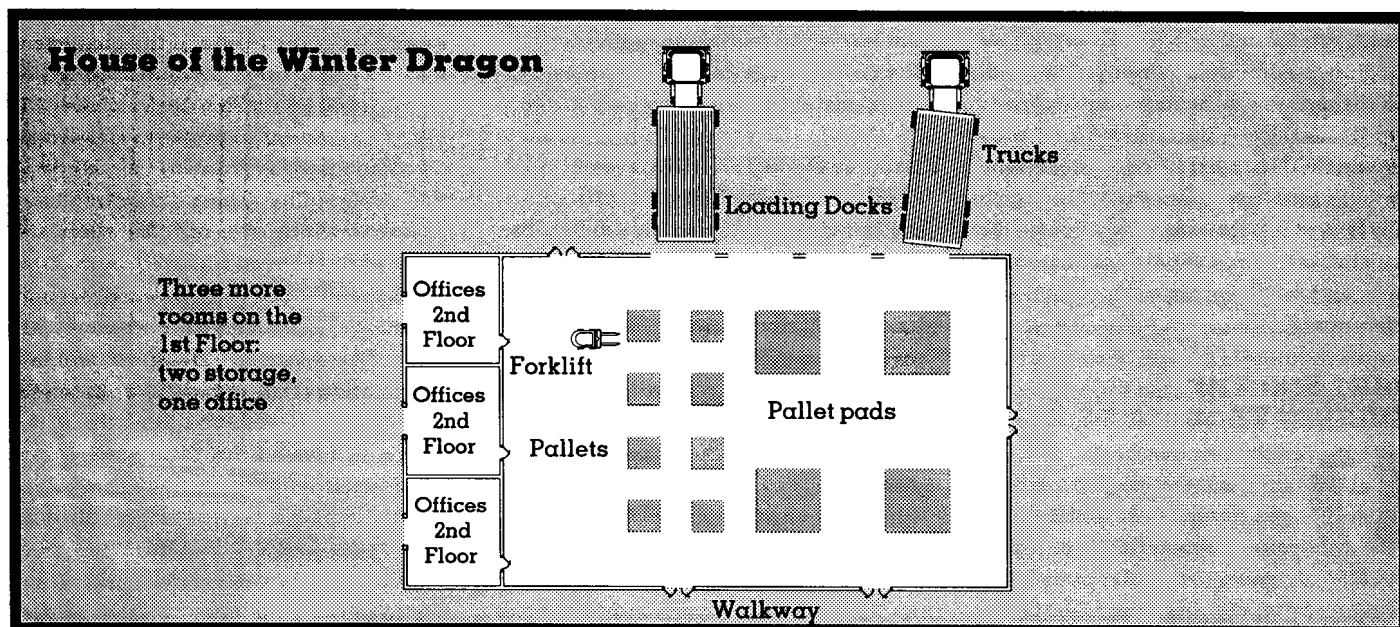 House of the Winter Dragon
Trucks
Loading Docks
Three more
rooms on the
1st Floor:
two storage,
one office
Offices
2nd
Floor
Forklift
Offices
2nd
Floor
Pallet pads
Pallets
Offices
2nd
Floor
Walkway